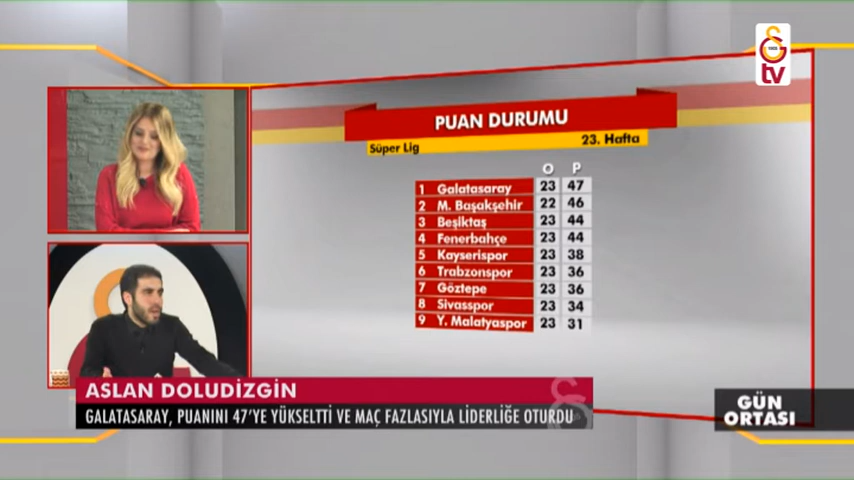 tv
PUAN DURUMU
Süper Lig 23. Hafta
O P
1 Galatasaray 23 47
2 M. Başakşehir 22 46
3 Beşiktaş 23 44
4 Fenerbahçe 23 44
5 Kayserispor 23 38
6 Trabzonspor 23 36
7 Göztepe 23 36
8 Sivasspor 23 34
9 Y. Malatyaspor 23 31
ASLAN DOLUDİZGİN
GALATASARAY, PUANINI 47'YE YÜKSELTTİ VE MAÇ FAZLASIYLA LİDERLİĞE OTURDU
GÜN
ORTASI